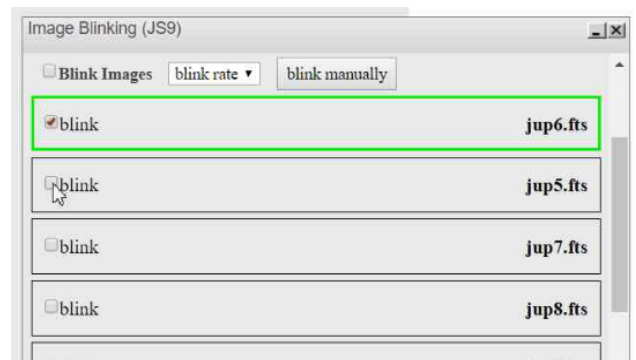 Image Blinking (JS9)
Blink Images blink rate blink manually
blink jup6.fts
blink jup5.fts
blink jup7.fts
blink jup8.fts